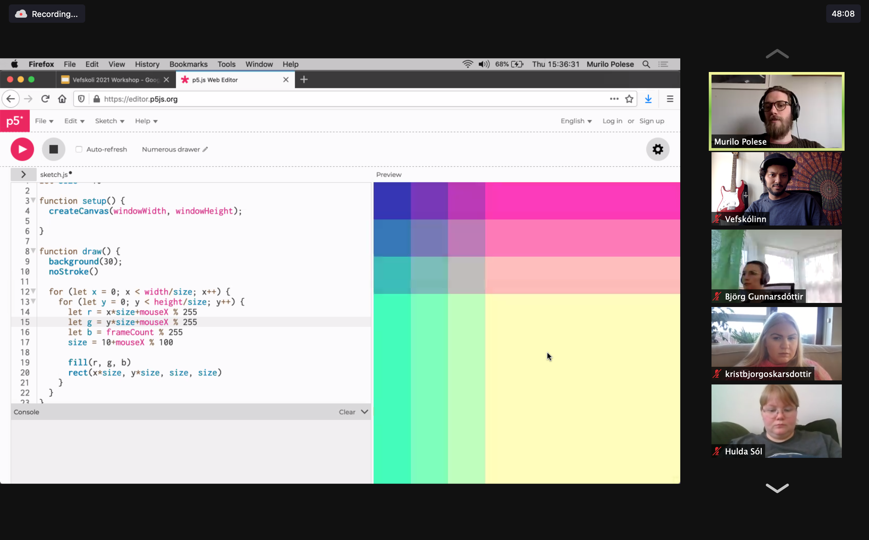 Recording...
48:08
Firefox File Edit View History Bookmarks Tools Window Help
68%
Thu 15:36:31 Murilo Polese
Vefskóli 2021 Workshop – Goo
p5.js Web Editor
https://editor.p5js.org
p5*
File Edit Sketch Help
English Log in or Sign up
Auto-refresh
Numerous drawer
sketch.js
Preview
2
3 function setup() {
4 createCanvas(windowWidth, windowHeight);
5
6 }
7
8 function draw() {
9 background(30);
10 noStroke()
11
12 for (let x = 0; x < width/size; x++) {
13 for (let y = 0; y < height/size; y++) {
14 let r = x*size+mouseX % 255
15 let g = y*size+mouseX % 255
16 let b = frameCount % 255
17 size = 10+mouseX % 100
18
19 fill(r, g, b)
20 rect(x*size, y*size, size, size)
21 }
22 }
23 }
Console
Clear
Murilo Polese
Vefskólinn
Björg Gunnarsdóttir
kristbjorgoskarsdottir
Hulda Sól